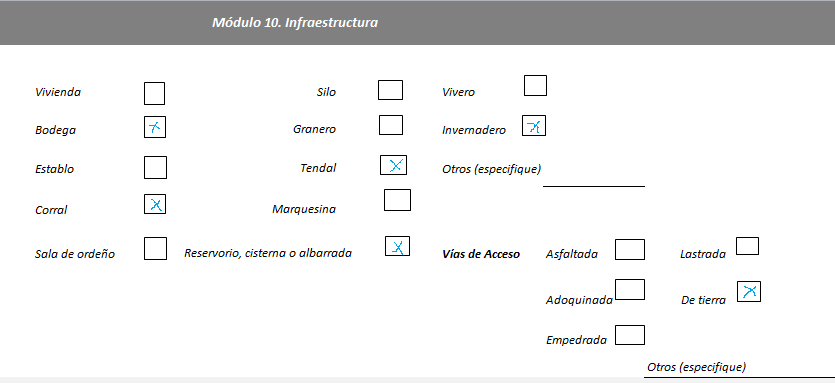 Módulo 10. Infraestructura
Vivienda Silo Vivero
Bodega X Granero Invernadero X
Establo Tendal X Otros (especifique)
Corral X Marquesina
Sala de ordeño Reservorio, cisterna o albarrada X Vías de Acceso Asfaltada Lastrada
Adoquinada De tierra X
Empedrada
Otros (especifique)